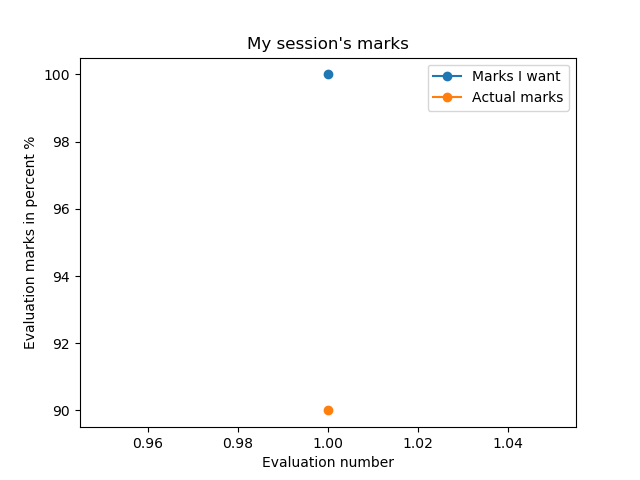 My session's marks
Marks I want
Actual marks
100
98
96
94
92
90
Evaluation marks in percent %
0.96 0.98 1.00 1.02 1.04
Evaluation number